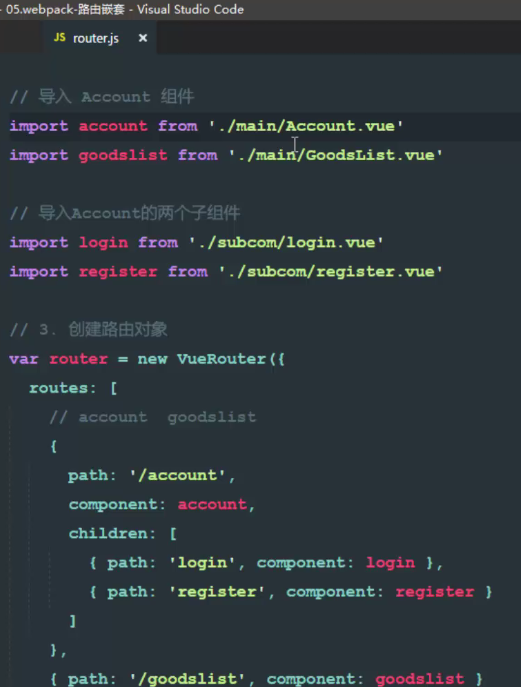 - 05.webpack-路由嵌套 - Visual Studio Code
JS router.js ×
// 导入 Account 组件
import account from './main/Account.vue'
import goodslist from './main/GoodsList.vue'
// 导入Account的两个子组件
import login from './subcom/login.vue'
import register from './subcom/register.vue'
// 3. 创建路由对象
var router = new VueRouter({
routes: [
// account goodslist
{
path: '/account',
component: account,
children: [
{ path: 'login', component: login },
{ path: 'register', component: register }
]
},
{ path: '/goodslist', component: goodslist }